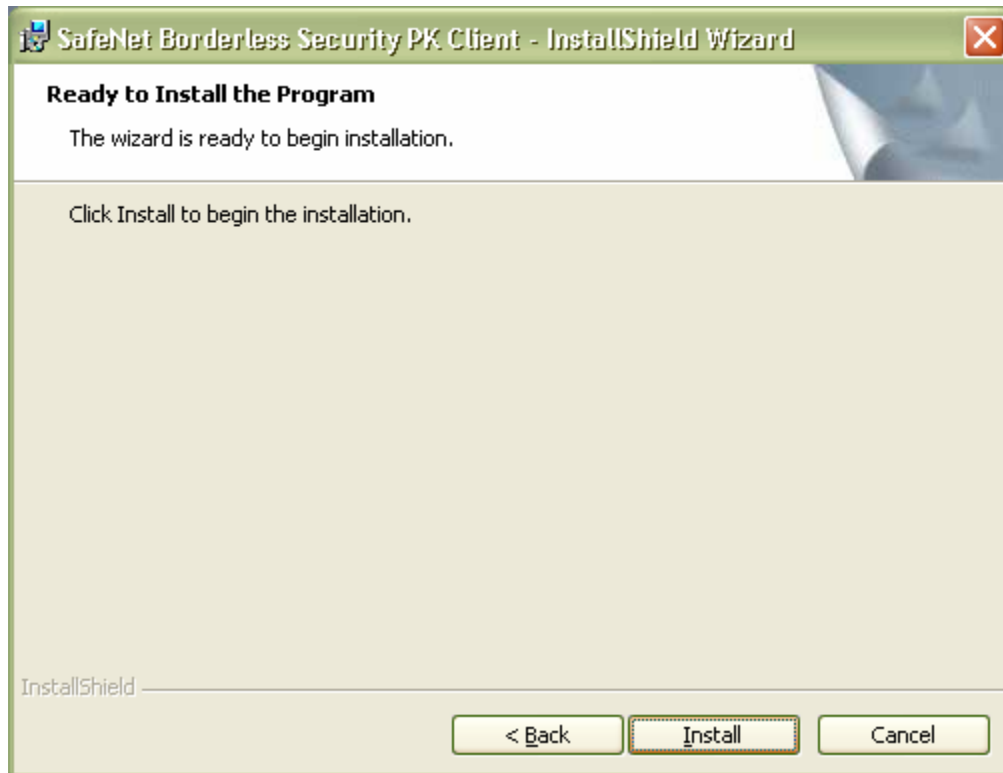 SafeNet Borderless Security PK Client - InstallShield Wizard
Ready to Install the Program
The wizard is ready to begin installation.
Click Install to begin the installation.
InstallShield
< Back
Install
Cancel